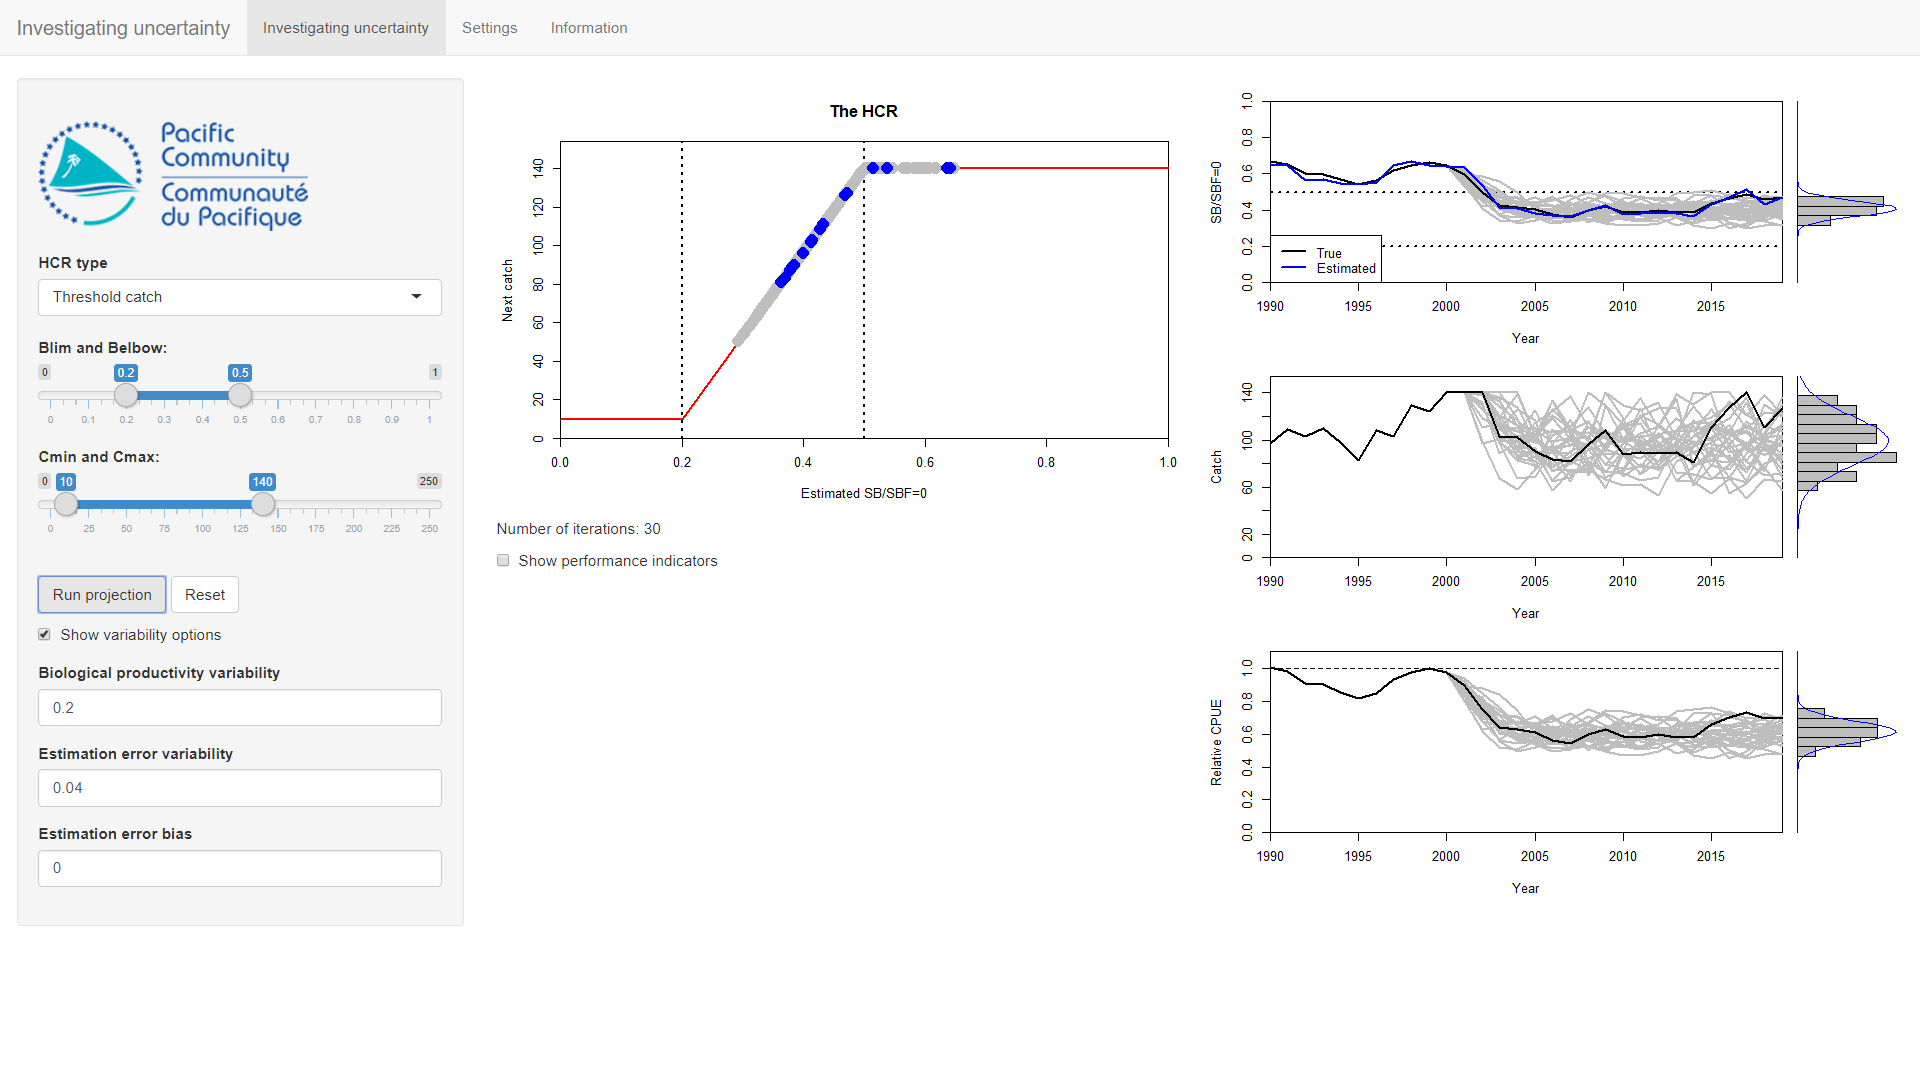 Investigating uncertainty
Investigating uncertainty
Settings
Information
Pacific
Community
Communauté
du Pacifique
HCR type
Threshold catch
Blim and Belbow:
0 0.2 0.5 1
0 0.1 0.2 0.3 0.4 0.5 0.6 0.7 0.8 0.9 1
Cmin and Cmax:
0 10 140 250
0 25 50 75 100 125 150 175 200 225 250
Run projection
Reset
Show variability options
Biological productivity variability
0.2
Estimation error variability
0.04
Estimation error bias
0
The HCR
Next catch
0 20 40 60 80 100 120 140
0.0 0.2 0.4 0.6 0.8 1.0
Estimated SB/SBF=0
Number of iterations: 30
Show performance indicators
SB/SBF=0
0.0 0.2 0.4 0.6 0.8 1.0
True
Estimated
1990 1995 2000 2005 2010 2015
Year
Catch
0 20 60 100 140
1990 1995 2000 2005 2010 2015
Year
Relative CPUE
0.0 0.2 0.4 0.6 0.8 1.0
1990 1995 2000 2005 2010 2015
Year